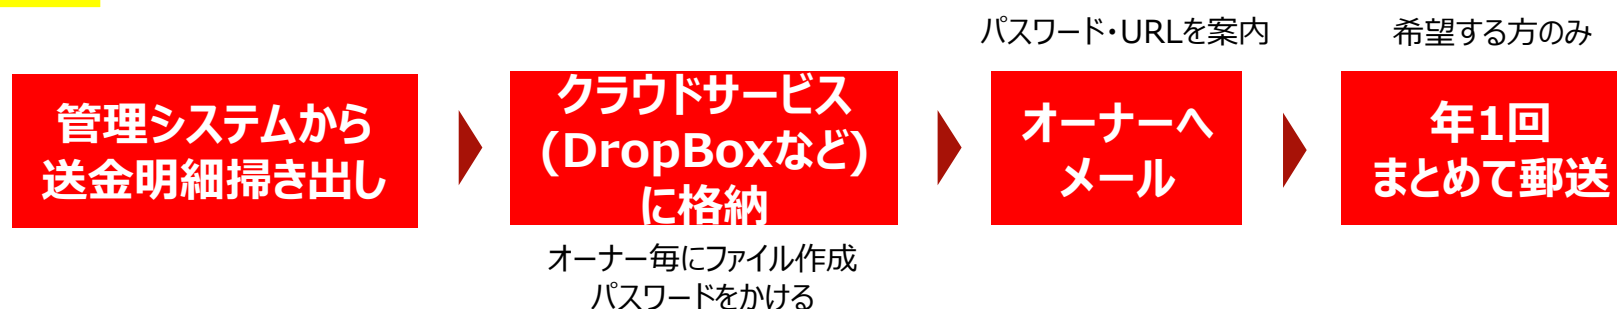 パスワード・URLを案内
希望する方のみ
管理システムから
送金明細掃き出し
クラウドサービス
(DropBoxなど)
に格納
オーナーへ
メール
年1回
まとめて郵送
オーナー毎にファイル作成
パスワードをかける